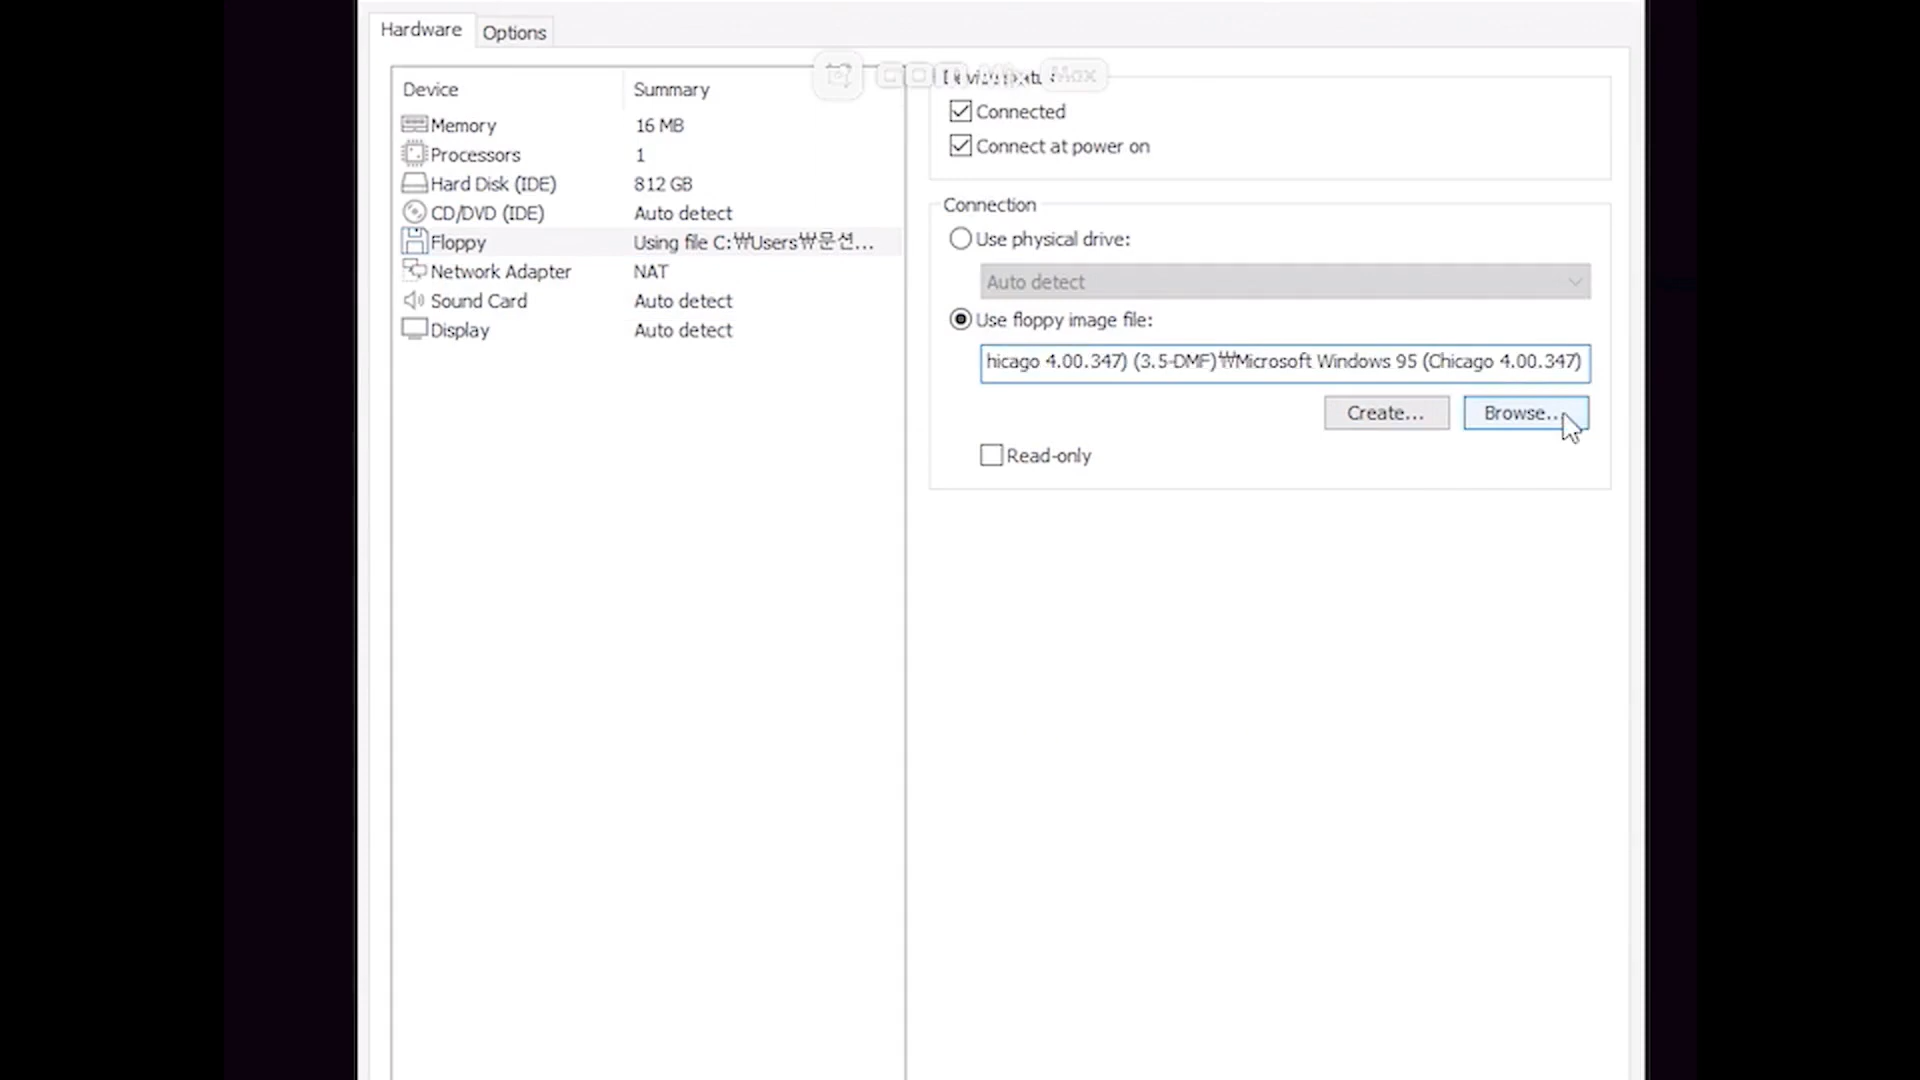 Hardware
Options
Device Summary
Memory 16 MB
Processors 1
Hard Disk (IDE) 812 GB
CD/DVD (IDE) Auto detect
Floppy Using file C:₩Users₩문션...
Network Adapter NAT
Sound Card Auto detect
Display Auto detect
Max
Connected
Connect at power on
Connection
Use physical drive:
Auto detect
Use floppy image file:
hicago 4.00.347) (3.5-DMF)₩Microsoft Windows 95 (Chicago 4.00.347)
Create...
Browse...
Read-only